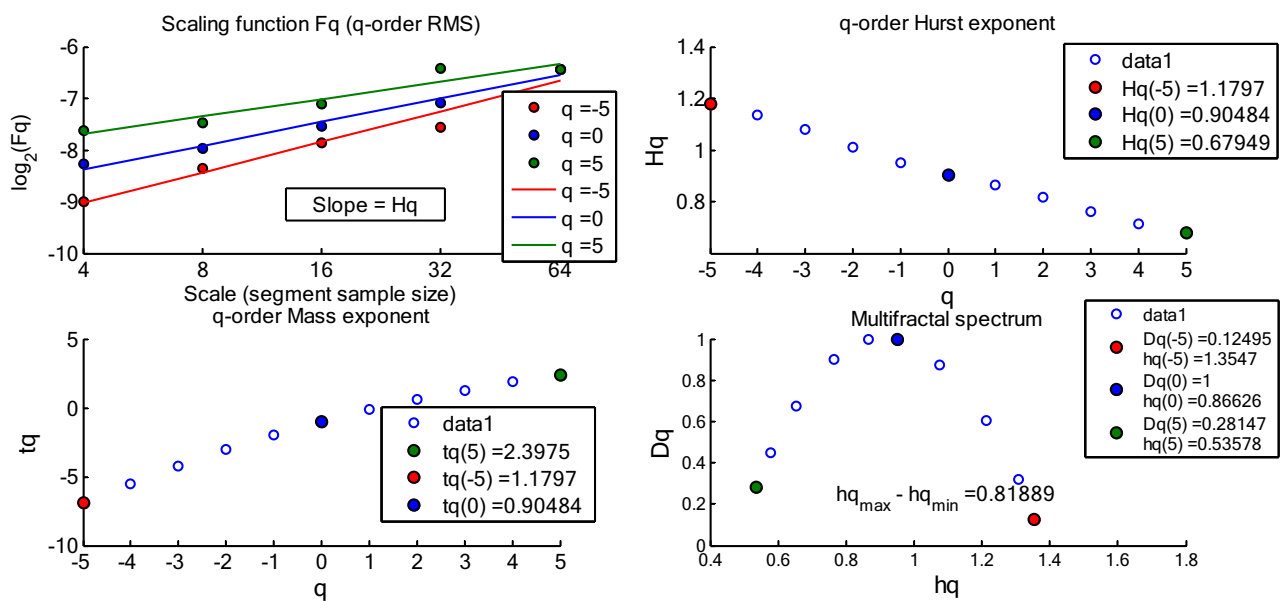 Scaling function Fq (q-order RMS)
-6
-7
-8
-9
-10
log2(Fq)
4
8
16
32
64
Scale (segment sample size)
Slope = Hq
q =-5
q =0
q =5
q =-5
q =0
q =5
q-order Hurst exponent
1.4
1.2
1
0.8
Hq
-5
-4
-3
-2
-1
0
1
2
3
4
5
q
data1
Hq(-5) =1.1797
Hq(0) =0.90484
Hq(5) =0.67949
q-order Mass exponent
5
0
-5
-10
tq
-5
-4
-3
-2
-1
0
1
2
3
4
5
q
data1
tq(5) =2.3975
tq(-5) =1.1797
tq(0) =0.90484
Multifractal spectrum
1
0.8
0.6
0.4
0.2
0
Dq
0.4
0.6
0.8
1
1.2
1.4
1.6
1.8
hq
hqmax - hqmin =0.81889
data1
Dq(-5) =0.12495
hq(-5) =1.3547
Dq(0) =1
hq(0) =0.86626
Dq(5) =0.28147
hq(5) =0.53578